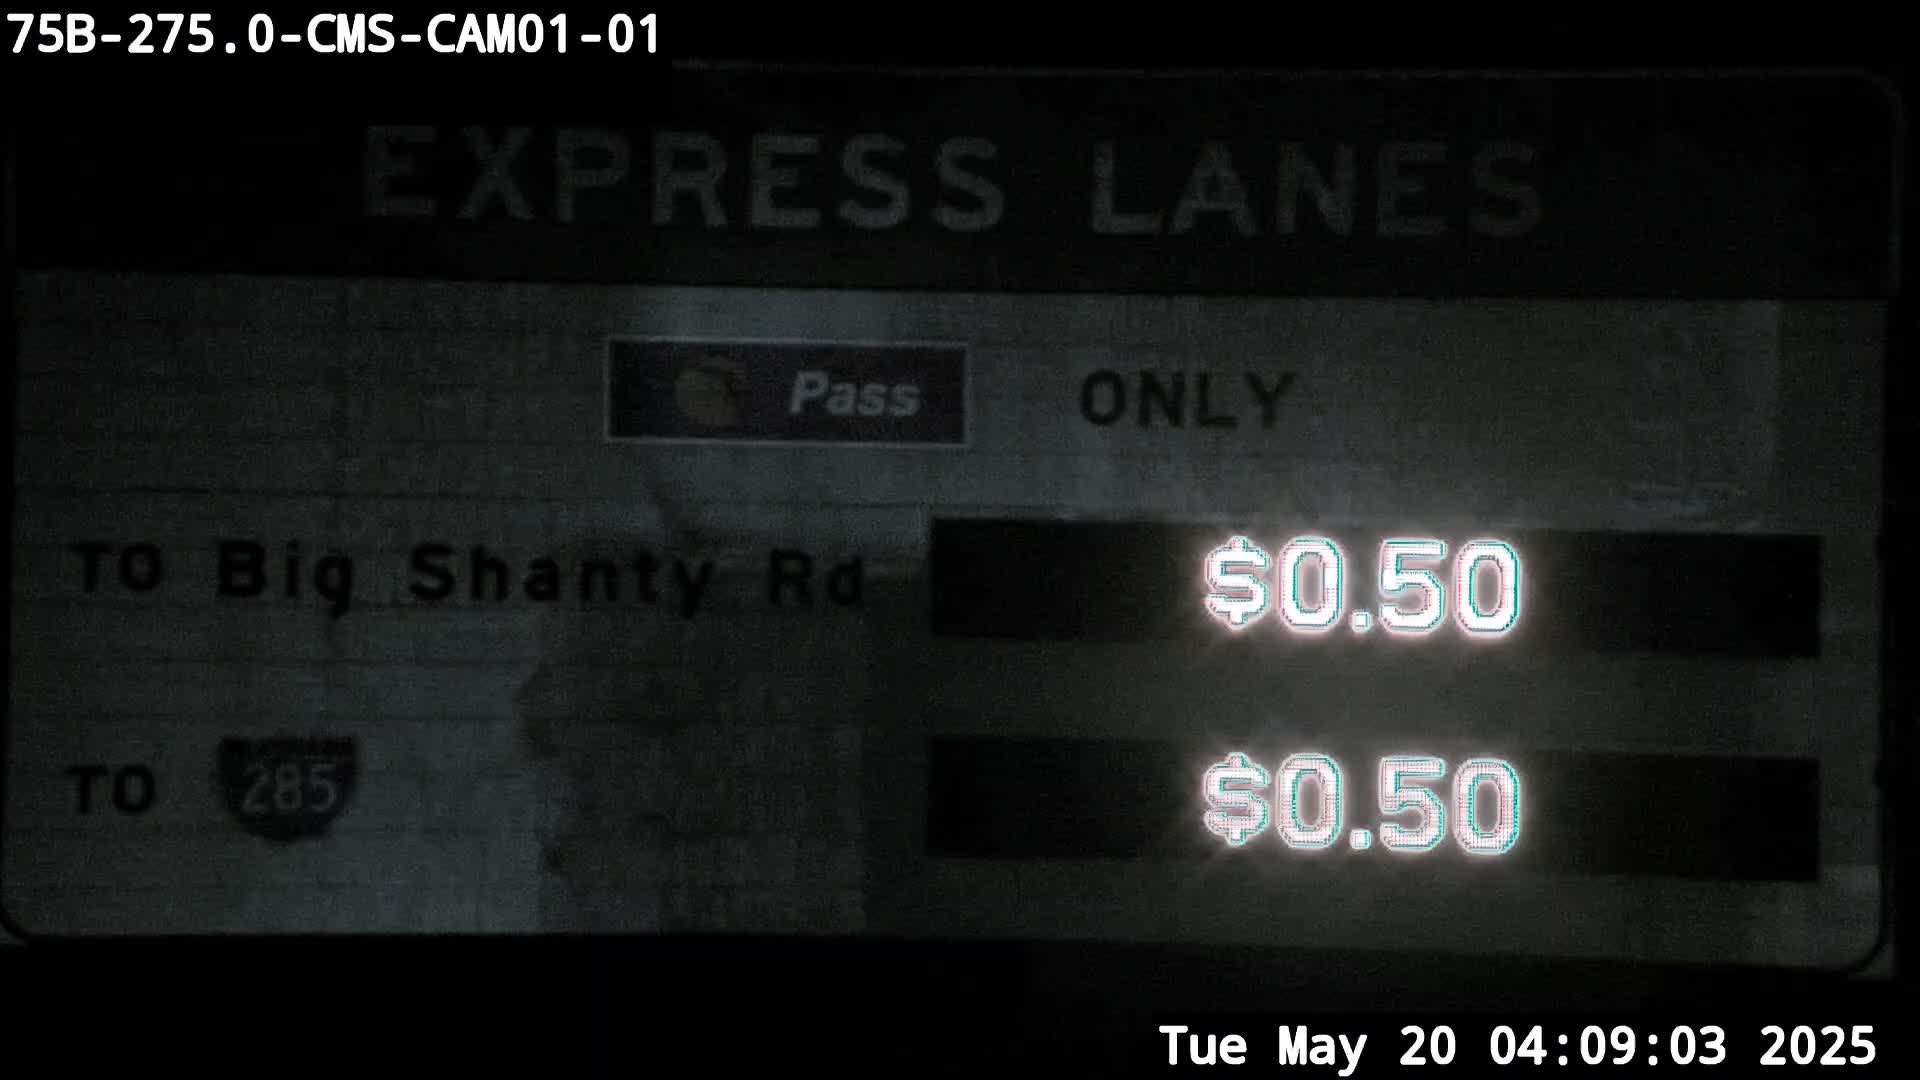 75B-275.0-CMS-CAM01-01
EXPRESS LANES
Pass ONLY
TO Big Shanty Rd $0.50
TO 285 $0.50
Tue May 20 04:09:03 2025